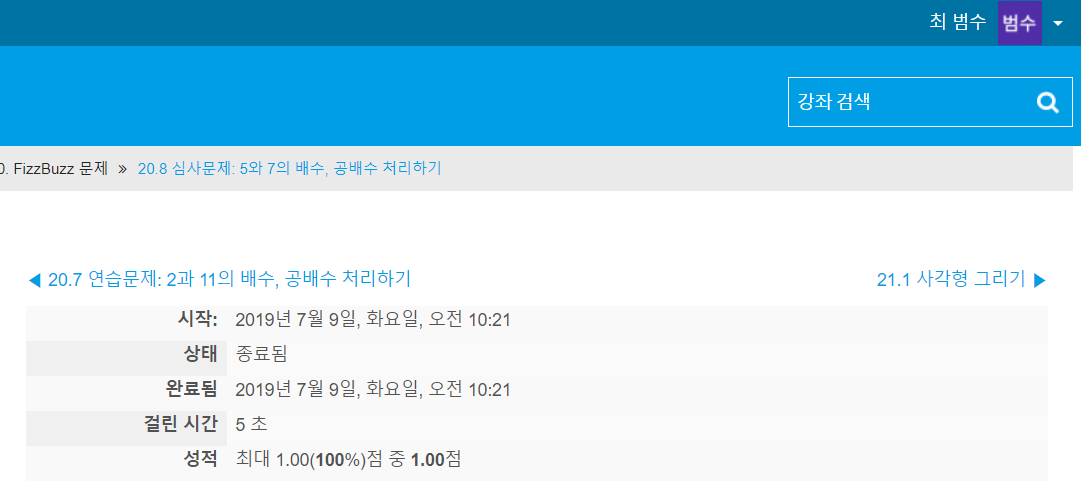 최 범수 범수
강좌 검색
0. FizzBuzz 문제 » 20.8 심사문제: 5와 7의 배수, 공배수 처리하기
◀ 20.7 연습문제: 2과 11의 배수, 공배수 처리하기 21.1 사각형 그리기 ▶
시작: 2019년 7월 9일, 화요일, 오전 10:21
상태 종료됨
완료됨 2019년 7월 9일, 화요일, 오전 10:21
걸린 시간 5 초
성적 최대 1.00(100%)점 중 1.00점